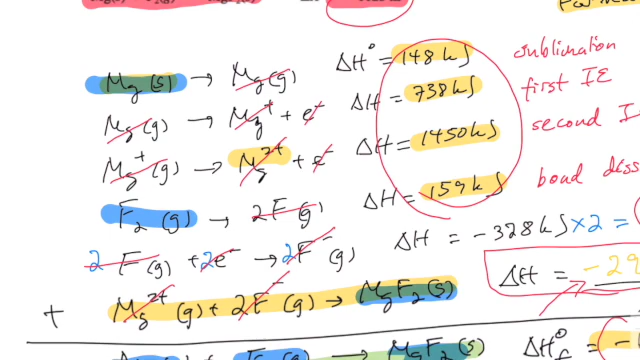 Mg(s) → Mg(g) ΔH° = 148 kJ sublimation
Mg(g) → Mg⁺ + e⁻ ΔH = 738 kJ first IE
Mg⁺(g) → Mg²⁺ + e⁻ ΔH = 1450 kJ second I
F₂(g) → 2F(g) ΔH = 159 kJ bond diss
2F(g) + 2e⁻ → 2F⁻(g) ΔH = -328 kJ ×2 =
+ Mg²⁺(g) + 2F⁻(g) → MgF₂(s) ΔH = -29
→ MgF₂(s) ΔH°f = -